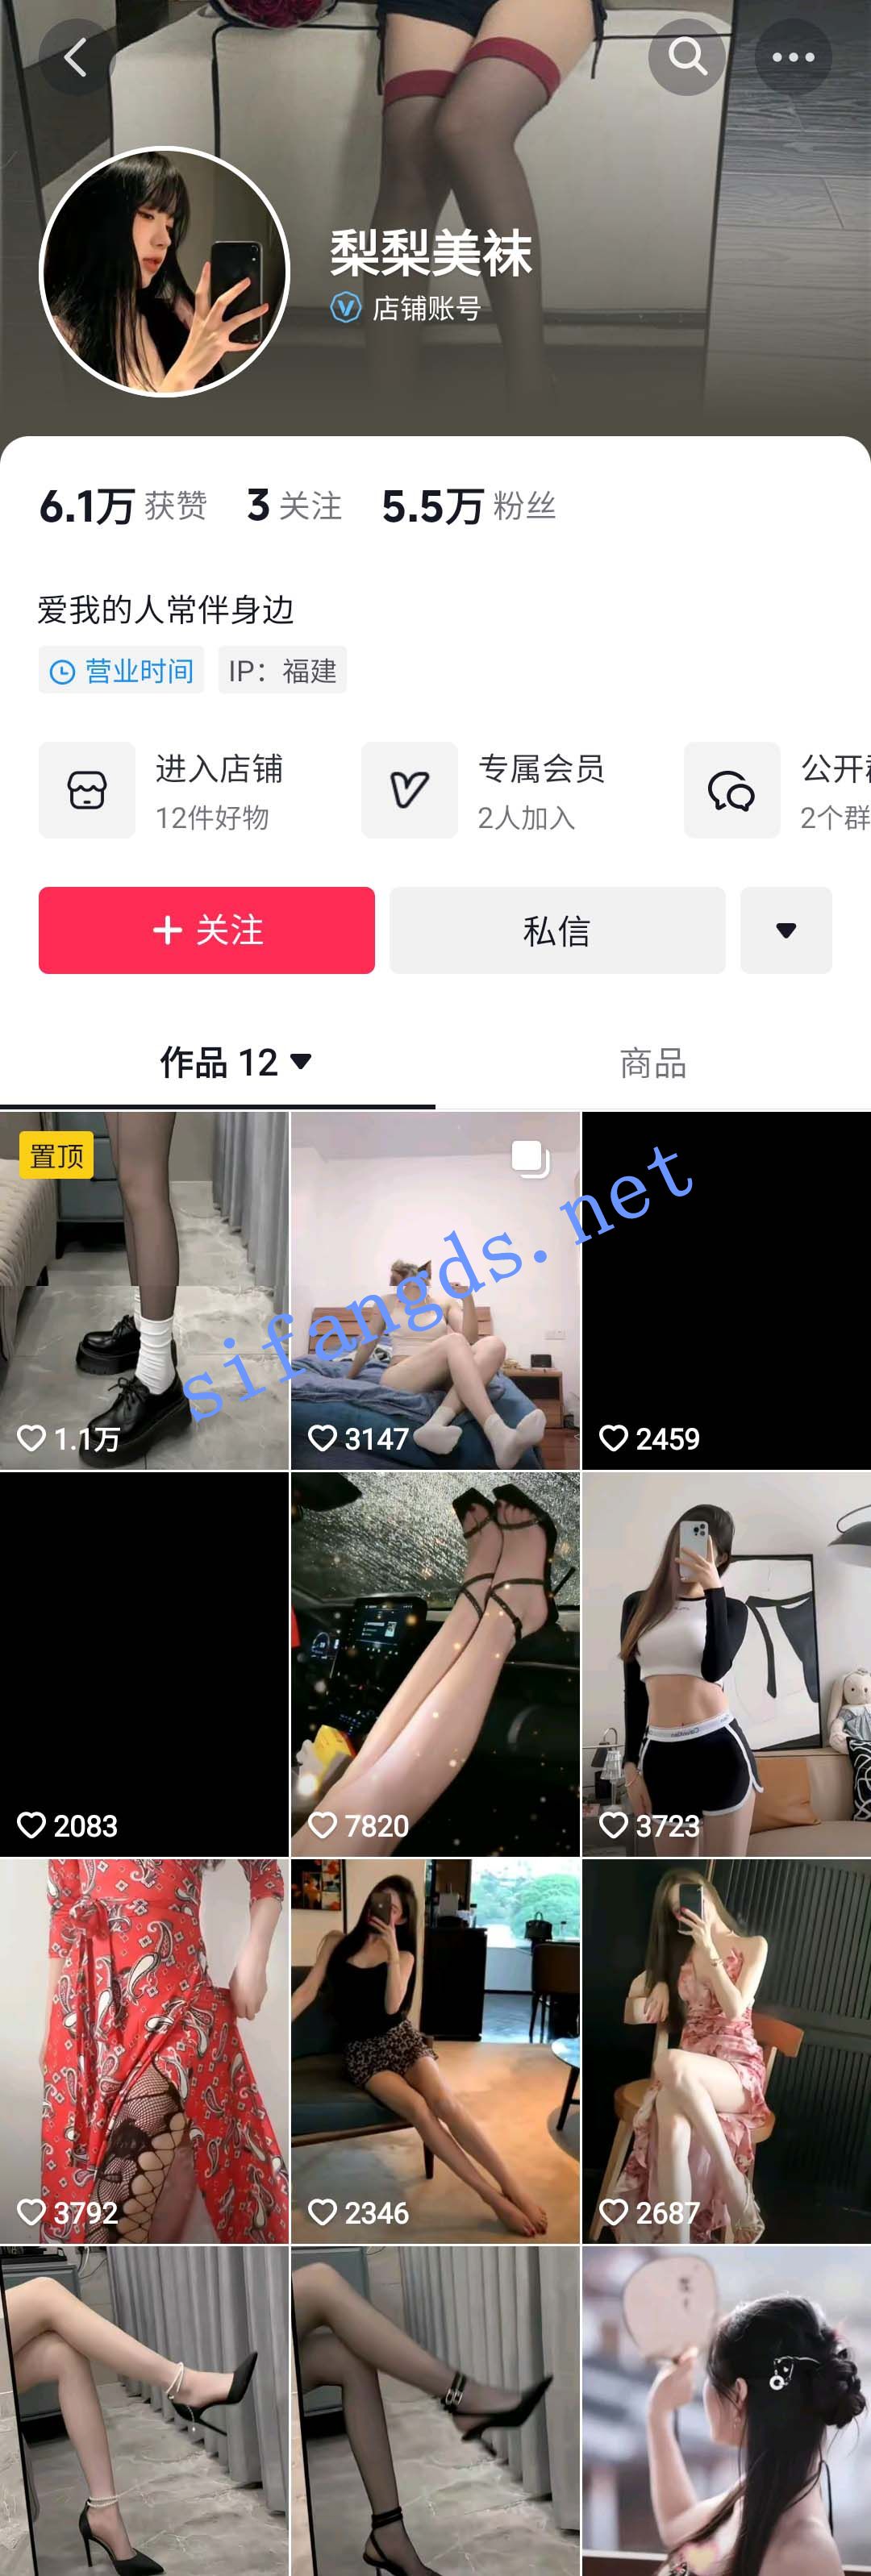 梨梨美袜
店铺账号
6.1万 获赞 3 关注 5.5万 粉丝
爱我的人常伴身边
营业时间 IP：福建
进入店铺 专属会员 公开
12件好物 2人加入 2个群
+ 关注 私信
作品 12 商品
置顶
sifangds.net
1.1万 3147 2459
2083 7820 3723
3792 2346 2687